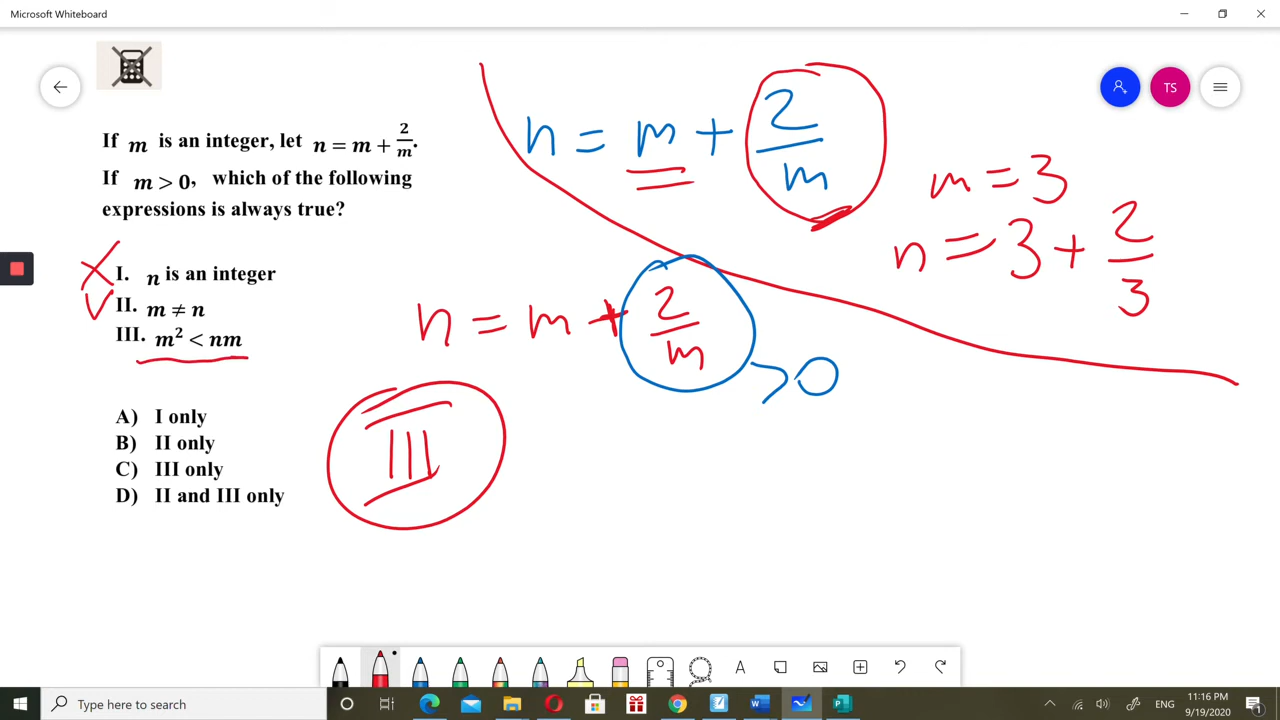 Microsoft Whiteboard
TS
If m is an integer, let n = m + 2/m.
If m > 0, which of the following
expressions is always true?
I. n is an integer
II. m ≠ n
III. m² < nm
A) I only
B) II only
C) III only
D) II and III only
n = m + 2/m
m = 3
n = 3 + 2/3
n = m + 2/m > 0
III
Type here to search
ENG
11:16 PM
9/19/2020
1